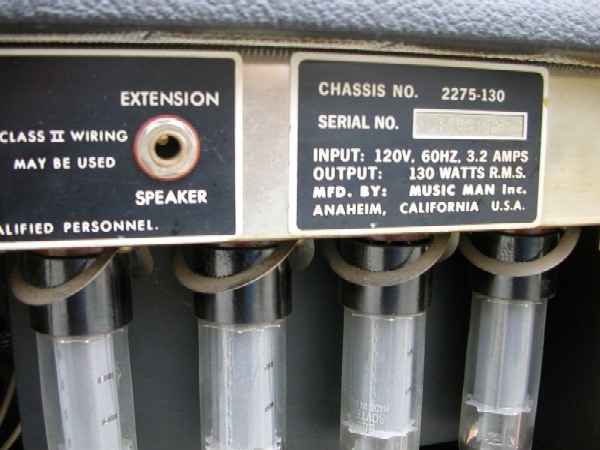 EXTENSION
CLASS II WIRING
MAY BE USED
SPEAKER
PERSONNEL.
CHASSIS NO. 2275-130
SERIAL NO.
INPUT: 120V, 60HZ, 3.2 AMPS
OUTPUT: 130 WATTS R.M.S.
MFD. BY: MUSIC MAN Inc.
ANAHEIM, CALIFORNIA U.S.A.